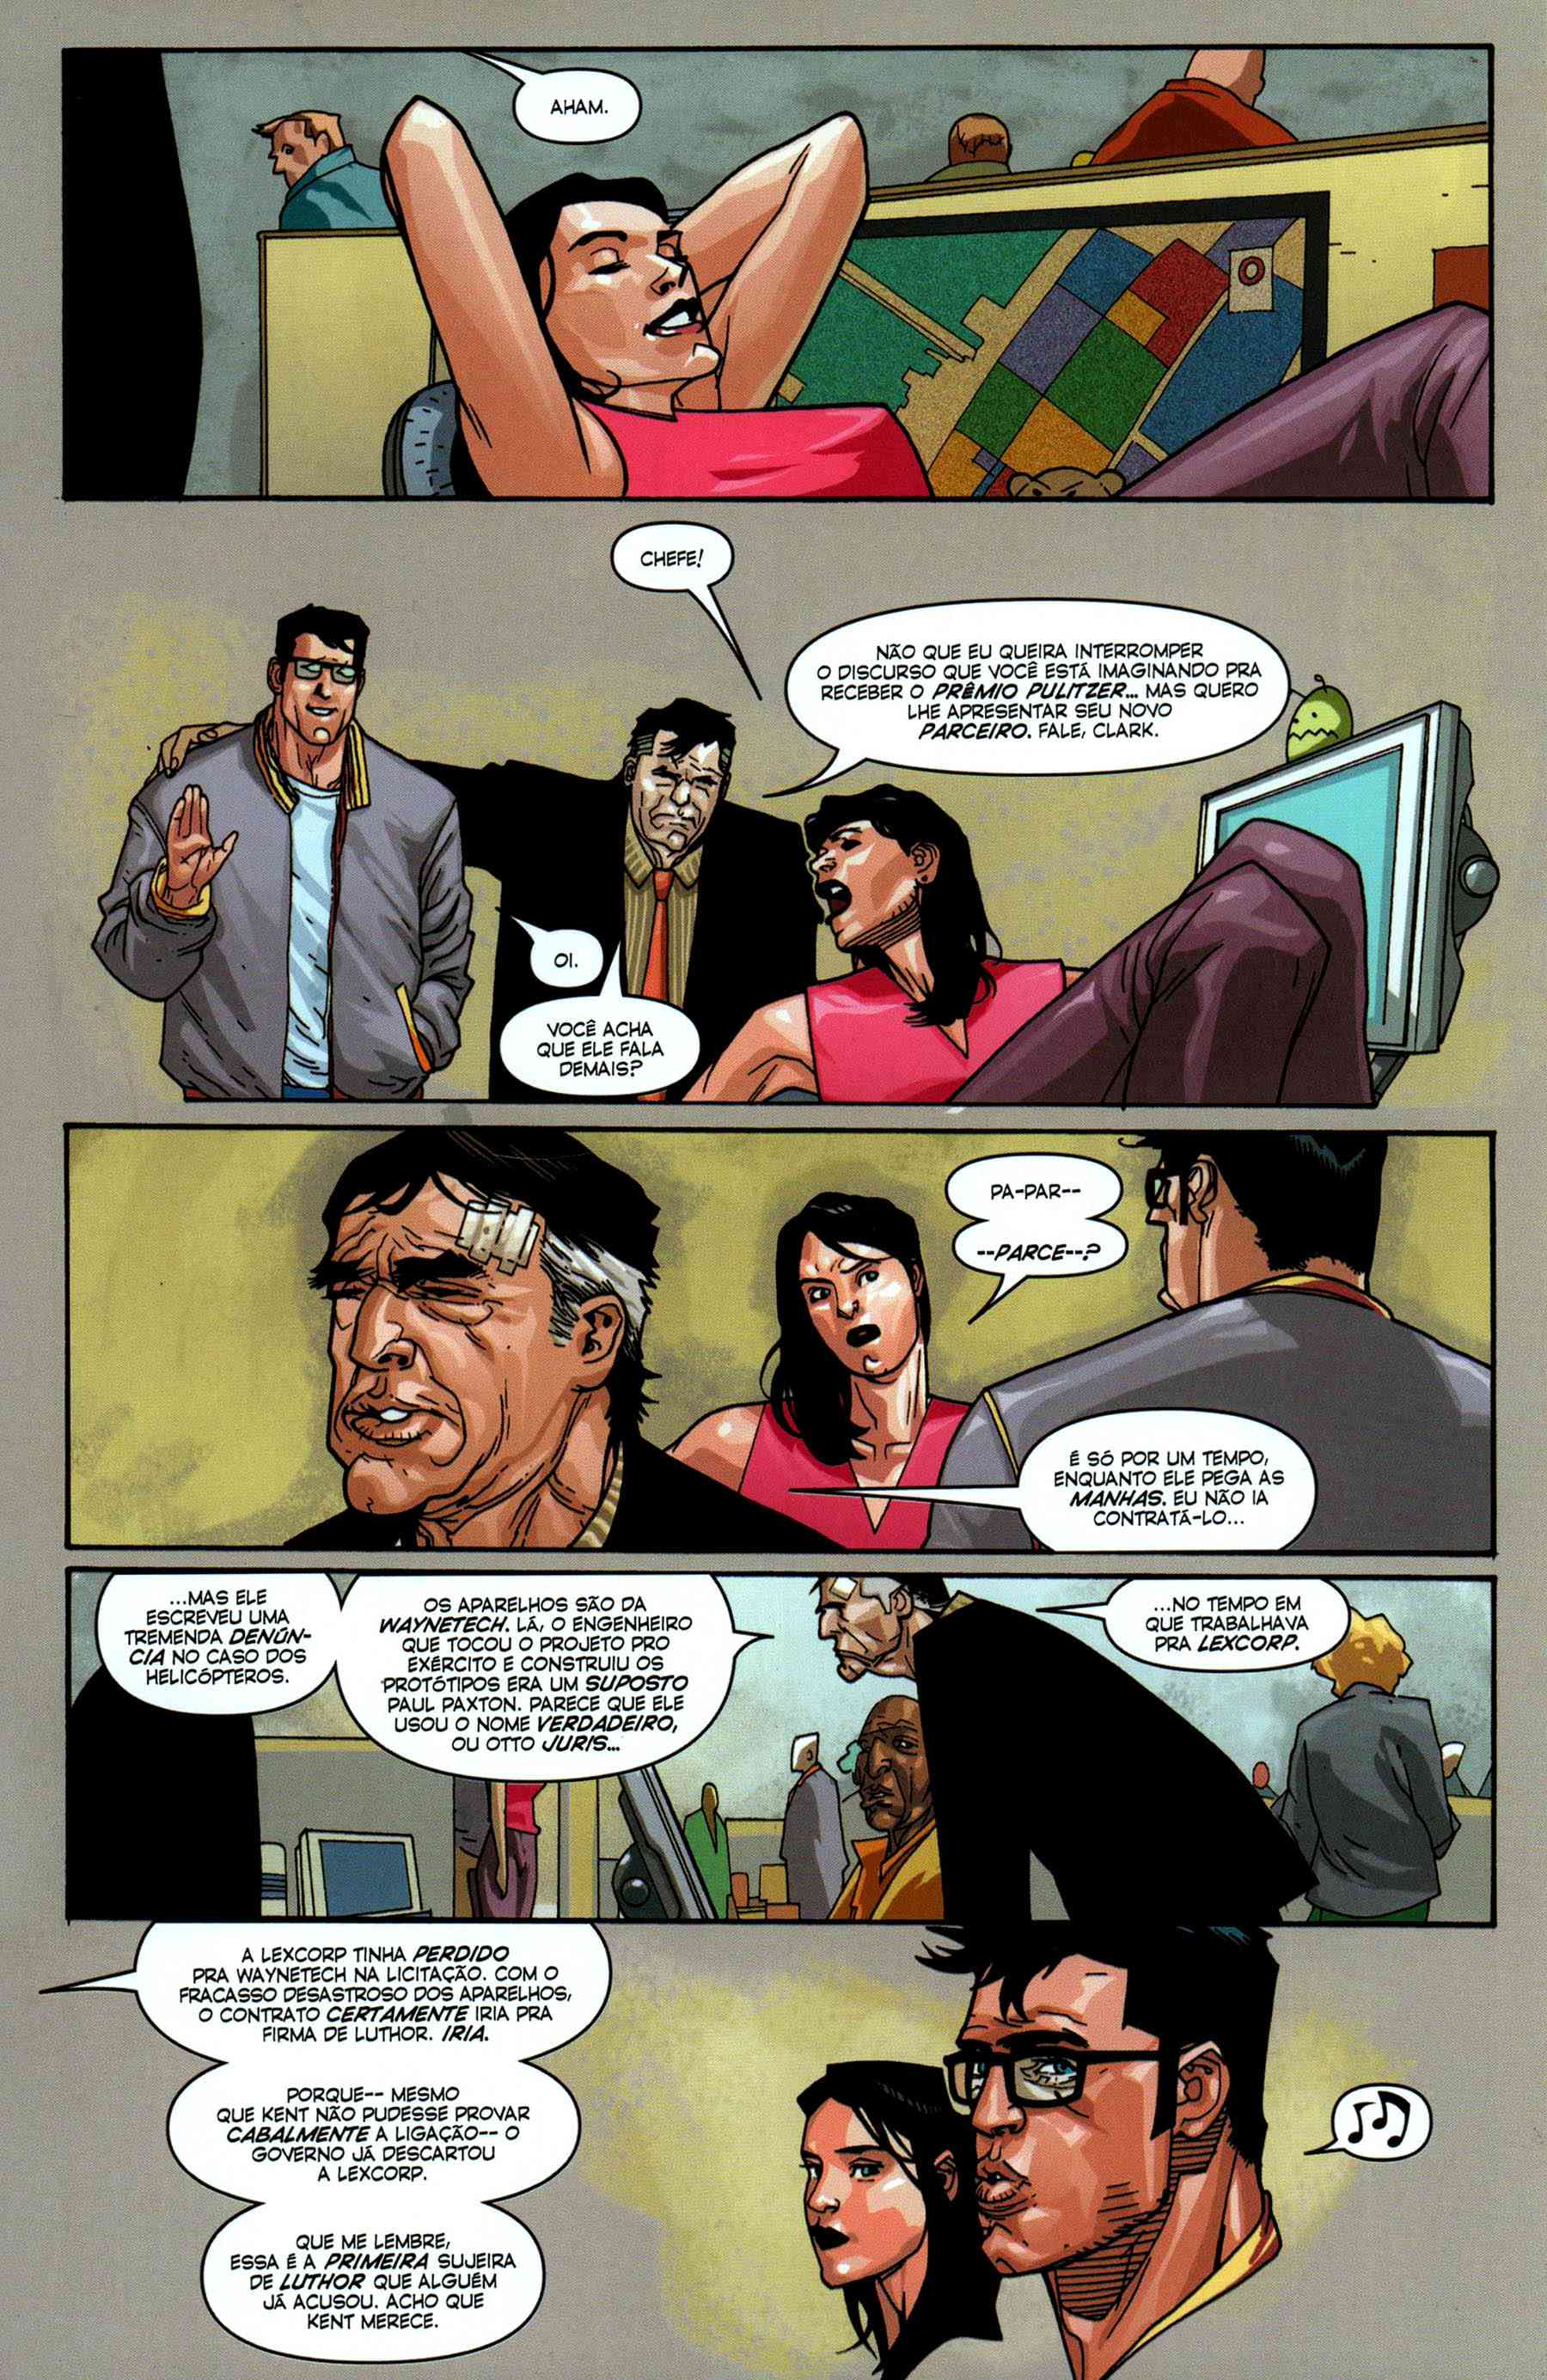 AHAM.
CHEFE!
NÃO QUE EU QUEIRA INTERROMPER
O DISCURSO QUE VOCÊ ESTÁ IMAGINANDO PRA
RECEBER O PRÊMIO PULITZER... MAS QUERO
LHE APRESENTAR SEU NOVO
PARCEIRO. FALE, CLARK.
OI.
VOCÊ ACHA
QUE ELE FALA
DEMAIS?
PA-PAR--
--PARCE--?
É SÓ POR UM TEMPO,
ENQUANTO ELE PEGA AS
MANHAS. EU NÃO IA
CONTRATÁ-LO...
...MAS ELE
ESCREVEU UMA
TREMENDA DENÚN-
CIA NO CASO DOS
HELICÓPTEROS.
OS APARELHOS SÃO DA
WAYNETECH. LÁ, O ENGENHEIRO
QUE TOCOU O PROJETO PRO
EXÉRCITO E CONSTRUIU OS
PROTÓTIPOS ERA UM SUPOSTO
PAUL PAXTON. PARECE QUE ELE
USOU O NOME VERDADEIRO,
OU OTTO JURIS...
...NO TEMPO EM
QUE TRABALHAVA
PRA LEXCORP.
A LEXCORP TINHA PERDIDO
PRA WAYNETECH NA LICITAÇÃO. COM O
FRACASSO DESASTROSO DOS APARELHOS,
O CONTRATO CERTAMENTE IRIA PRA
FIRMA DE LUTHOR. IRIA.
PORQUE-- MESMO
QUE KENT NÃO PUDESSE PROVAR
CABALMENTE A LIGAÇÃO-- O
GOVERNO JÁ DESCARTOU
A LEXCORP.
QUE ME LEMBRE,
ESSA É A PRIMEIRA SUJEIRA
DE LUTHOR QUE ALGUÉM
JÁ ACUSOU. ACHO QUE
KENT MERECE.